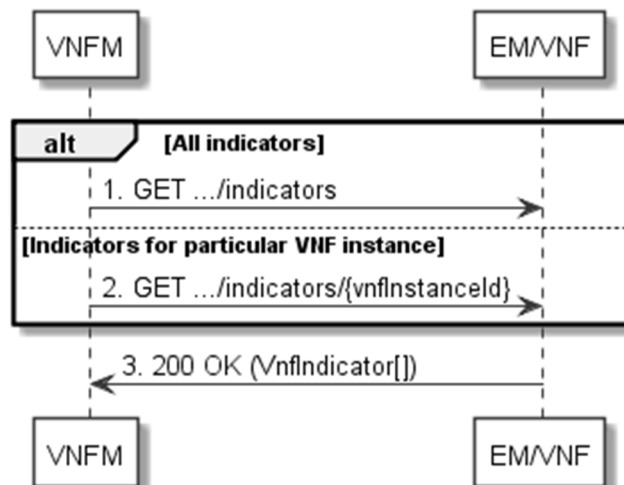 VNFM
EM/VNF
alt
[All indicators]
1. GET .../indicators
[Indicators for particular VNF instance]
2. GET .../indicators/{vnfInstanceId}
3. 200 OK (VnfIndicator[])
VNFM
EM/VNF